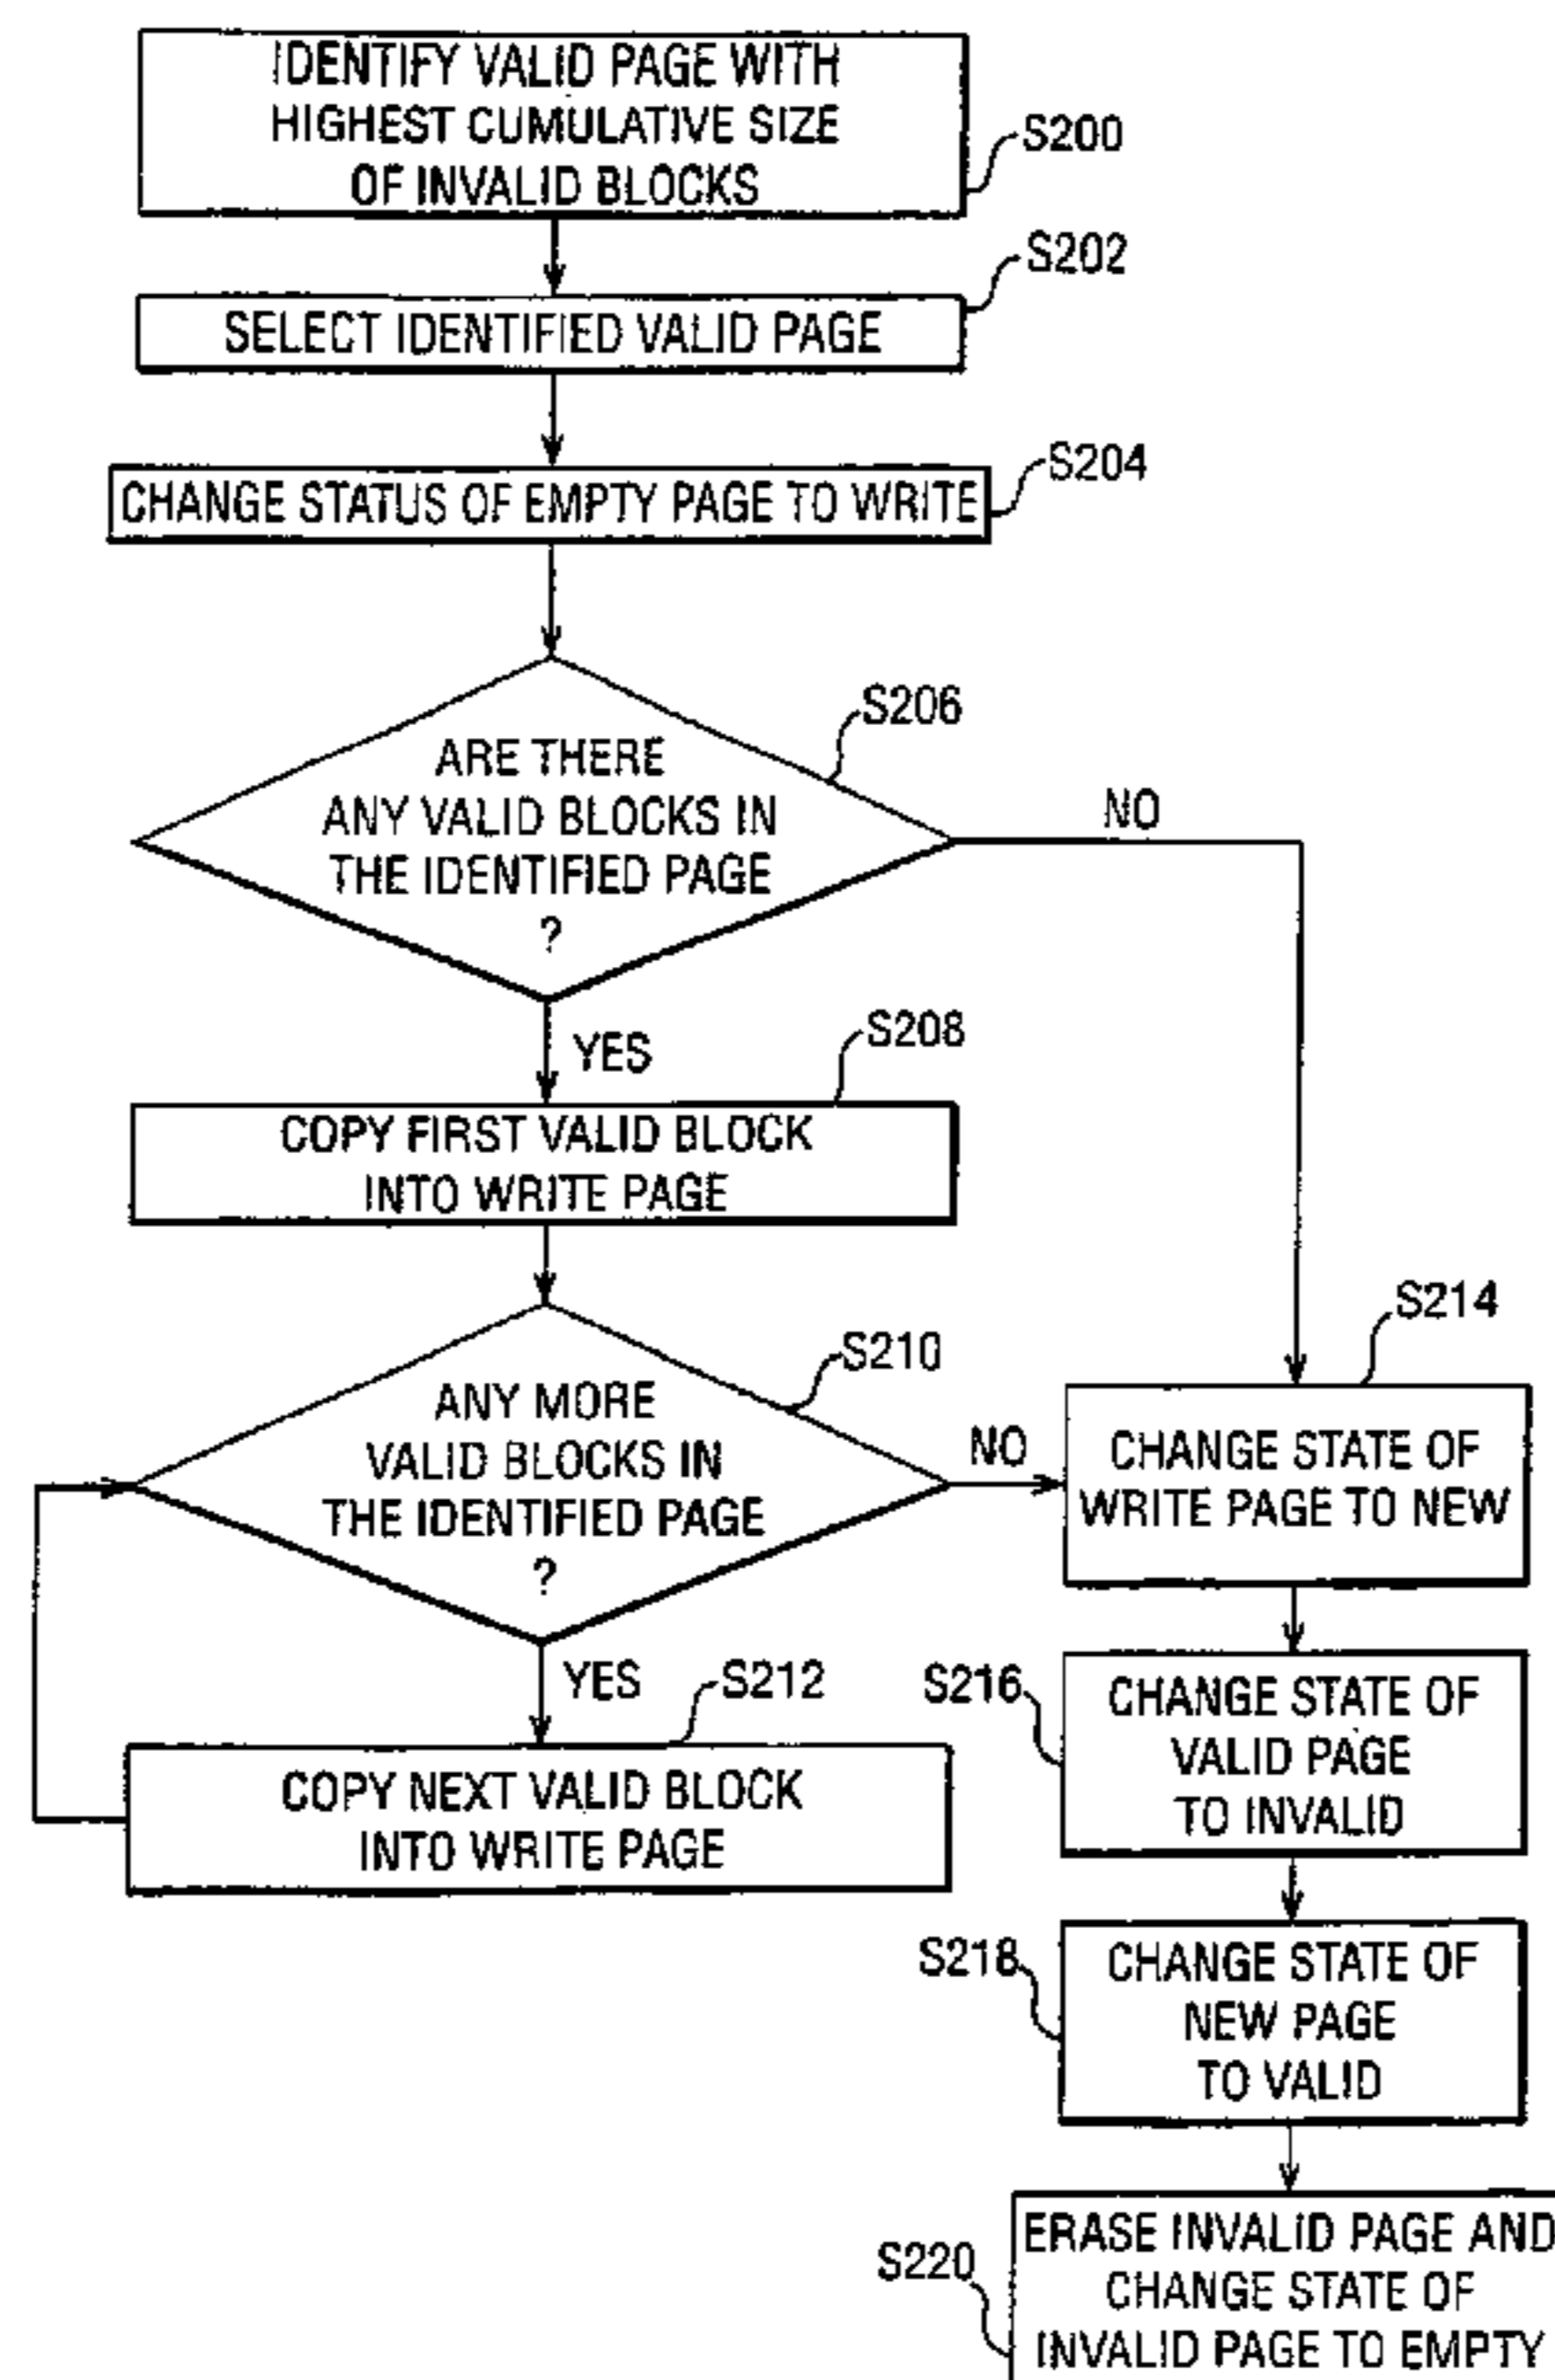 IDENTIFY VALID PAGE WITH
HIGHEST CUMULATIVE SIZE
OF INVALID BLOCKS
S200
S202
SELECT IDENTIFIED VALID PAGE
S204
CHANGE STATUS OF EMPTY PAGE TO WRITE
S206
ARE THERE
ANY VALID BLOCKS IN
THE IDENTIFIED PAGE
?
NO
YES
S208
COPY FIRST VALID BLOCK
INTO WRITE PAGE
S210
ANY MORE
VALID BLOCKS IN
THE IDENTIFIED PAGE
?
NO
S214
CHANGE STATE OF
WRITE PAGE TO NEW
YES
S212
COPY NEXT VALID BLOCK
INTO WRITE PAGE
S216
CHANGE STATE OF
VALID PAGE
TO INVALID
S218
CHANGE STATE OF
NEW PAGE
TO VALID
S220
ERASE INVALID PAGE AND
CHANGE STATE OF
INVALID PAGE TO EMPTY